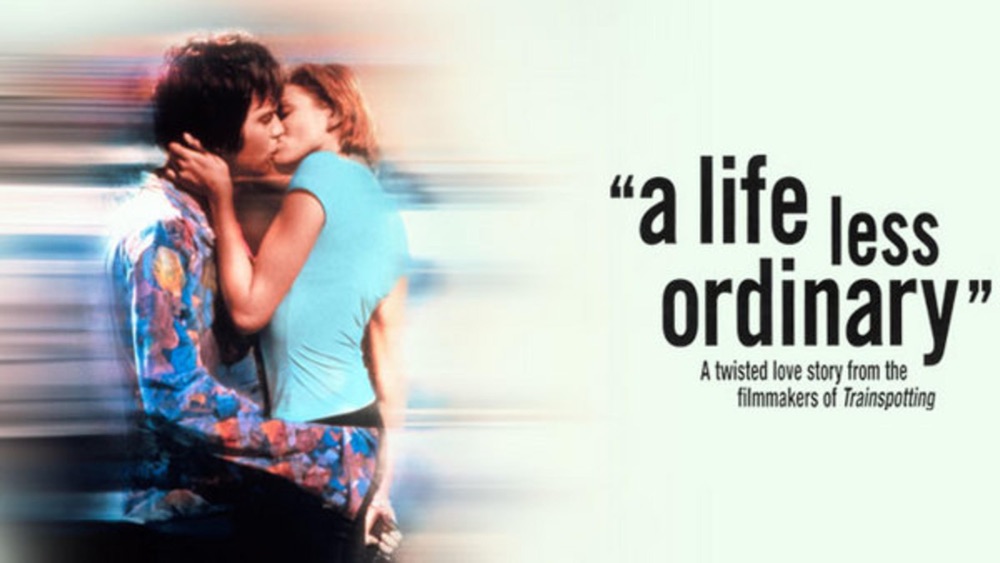 “a life less
ordinary”
A twisted love story from the
filmmakers of Trainspotting